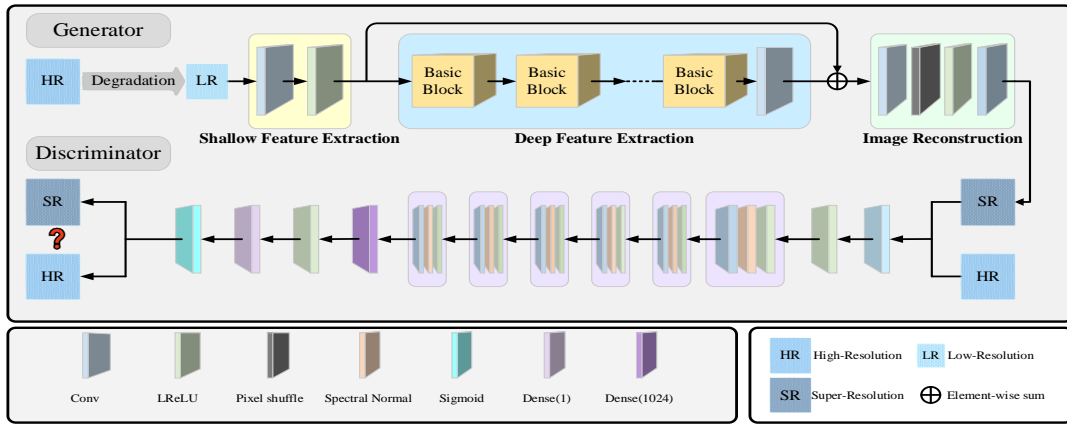 Generator
HR
Degradation
LR
Basic
Block
Basic
Block
Basic
Block
Shallow Feature Extraction
Deep Feature Extraction
Image Reconstruction
Discriminator
SR
?
HR
SR
HR
Conv
LReLU
Pixel shuffle
Spectral Normal
Sigmoid
Dense(1)
Dense(1024)
HR
High-Resolution
LR
Low-Resolution
SR
Super-Resolution
Element-wise sum